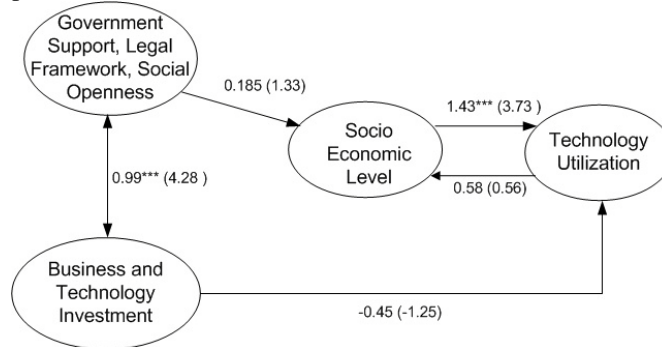 Government
Support, Legal
Framework, Social
Openness
0.185 (1.33)
1.43*** (3.73 )
Socio
Economic
Level
Technology
Utilization
0.58 (0.56)
0.99*** (4.28 )
Business and
Technology
Investment
-0.45 (-1.25)